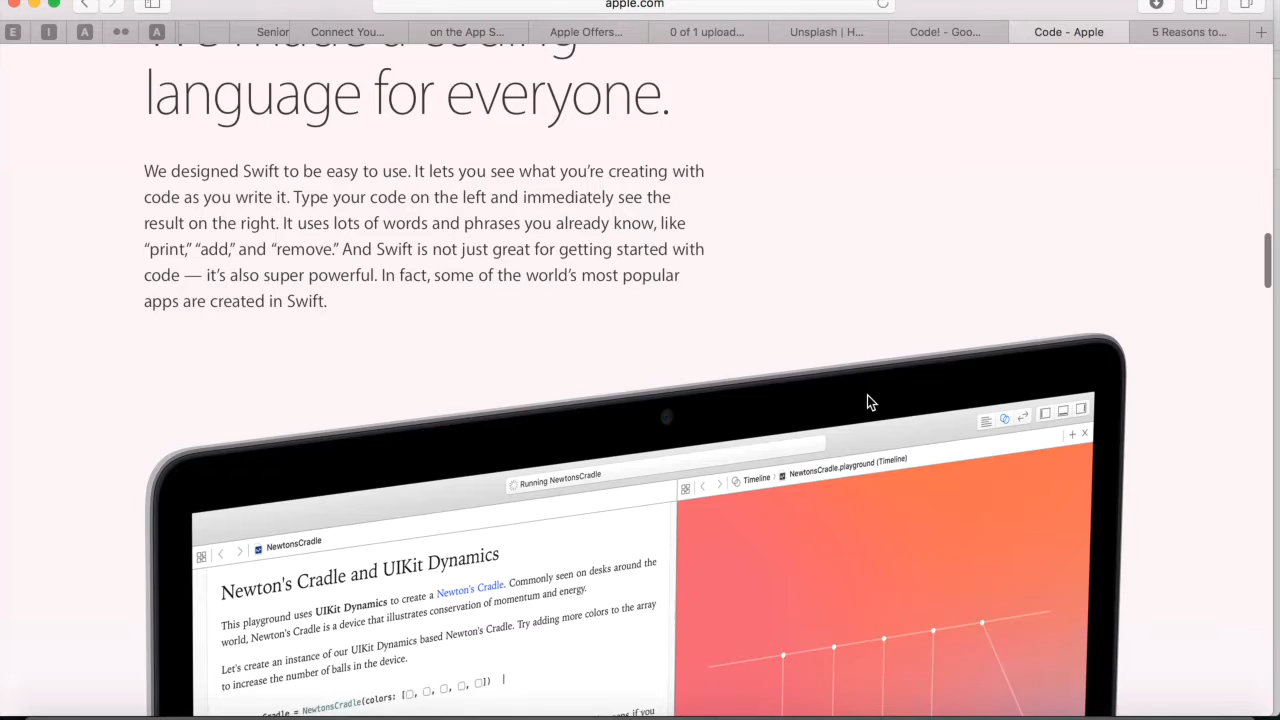 apple.com
E I A A Senior Connect You... on the App S... Apple Offers... 0 of 1 upload... Unsplash | H... Code! - Goo... Code - Apple 5 Reasons to... +
language for everyone.
We designed Swift to be easy to use. It lets you see what you’re creating with
code as you write it. Type your code on the left and immediately see the
result on the right. It uses lots of words and phrases you already know, like
“print,” “add,” and “remove.” And Swift is not just great for getting started with
code — it’s also super powerful. In fact, some of the world’s most popular
apps are created in Swift.
Running NewtonsCradle
Timeline NewtonsCradle.playground (Timeline)
NewtonsCradle
Newton's Cradle and UIKit Dynamics
This playground uses UIKit Dynamics to create a Newton's Cradle. Commonly seen on desks around the
world, Newton's Cradle is a device that illustrates conservation of momentum and energy.
Let's create an instance of our UIKit Dynamics based Newton's Cradle. Try adding more colors to the array
to increase the number of balls in the device.
= NewtonsCradle(colors: [ , , , , ])
if you